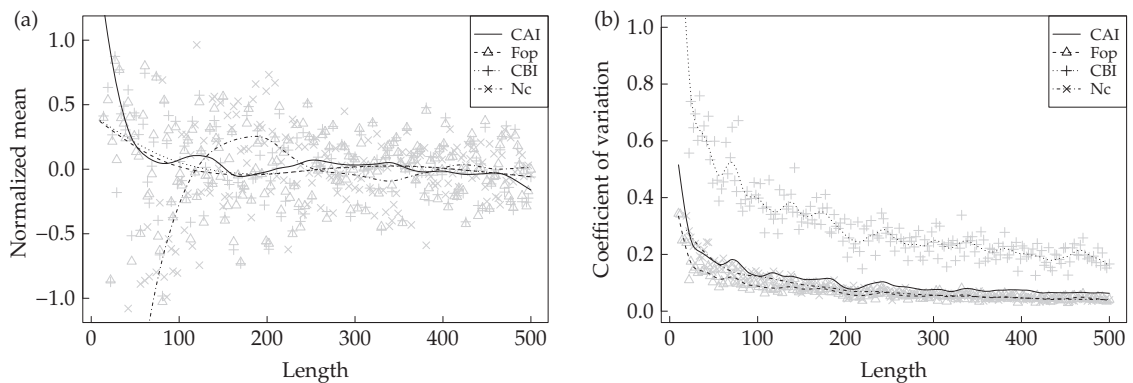 (a)
1.0
0.5
0.0
−0.5
−1.0
Normalized mean
0 100 200 300 400 500
Length
CAI
Fop
CBI
Nc
(b)
1.0
0.8
0.6
0.4
0.2
0.0
Coefficient of variation
0 100 200 300 400 500
Length
CAI
Fop
CBI
Nc